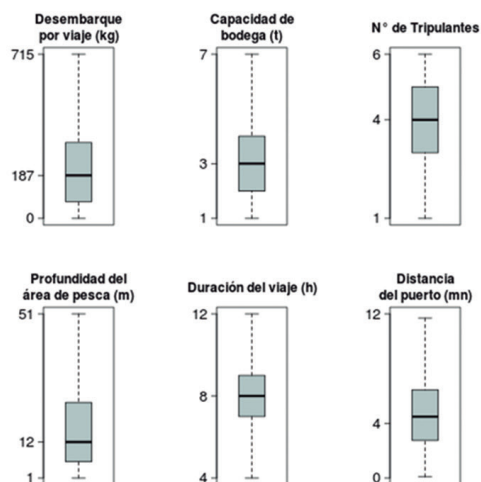 Desembarque
por viaje (kg)
715
187
0
Capacidad de
bodega (t)
7
3
1
N° de Tripulantes
6
4
1
Profundidad del
área de pesca (m)
51
12
1
Duración del viaje (h)
12
8
4
Distancia
del puerto (mn)
12
4
0